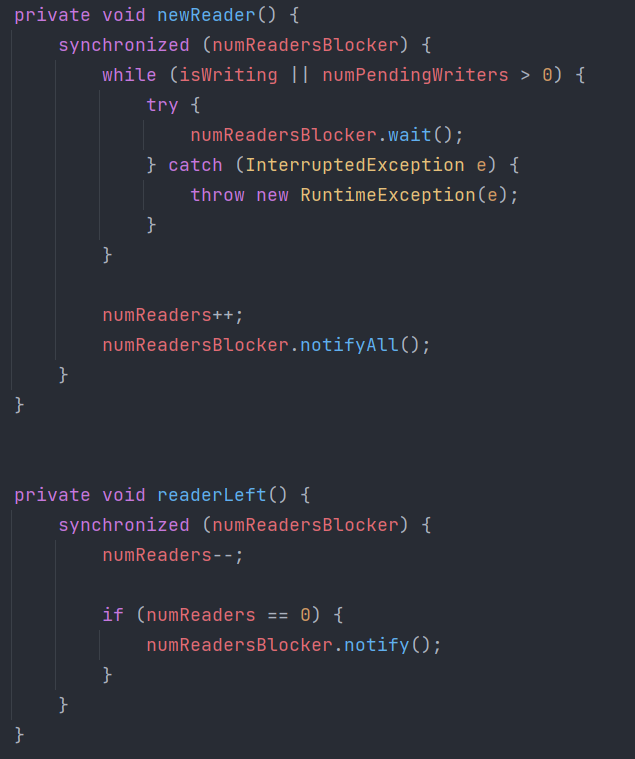 private void newReader() {
    synchronized (numReadersBlocker) {
        while (isWriting || numPendingWriters > 0) {
            try {
                numReadersBlocker.wait();
            } catch (InterruptedException e) {
                throw new RuntimeException(e);
            }
        }

        numReaders++;
        numReadersBlocker.notifyAll();
    }
}


private void readerLeft() {
    synchronized (numReadersBlocker) {
        numReaders--;

        if (numReaders == 0) {
            numReadersBlocker.notify();
        }
    }
}